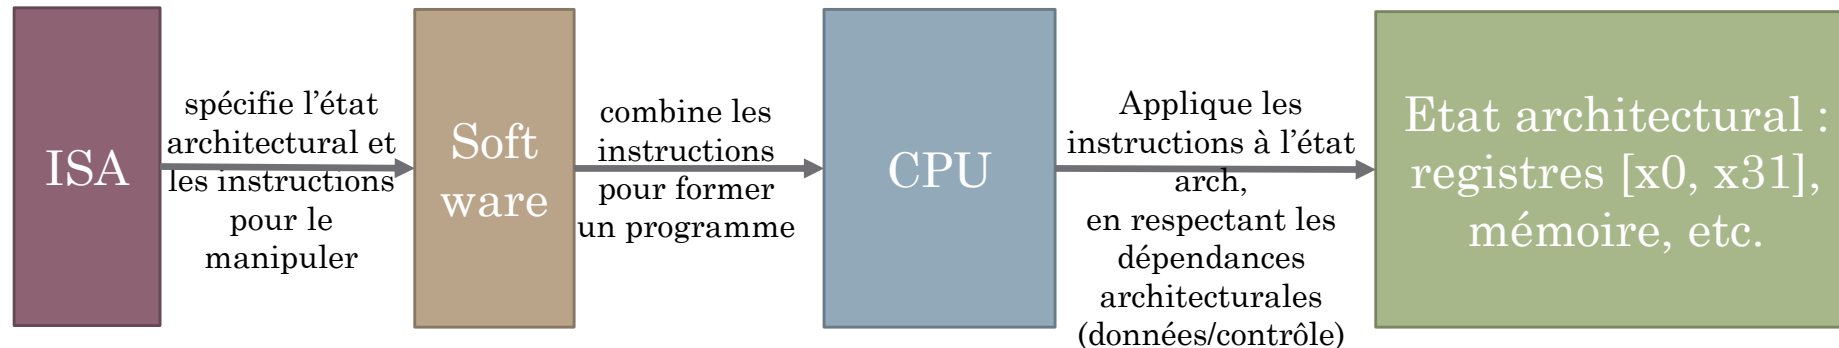 ISA
spécifie l'état
architectural et
les instructions
pour le
manipuler
Soft
ware
combine les
instructions
pour former
un programme
CPU
Applique les
instructions à l'état
arch,
en respectant les
dépendances
architecturales
(données/contrôle)
Etat architectural :
registres [x0, x31],
mémoire, etc.